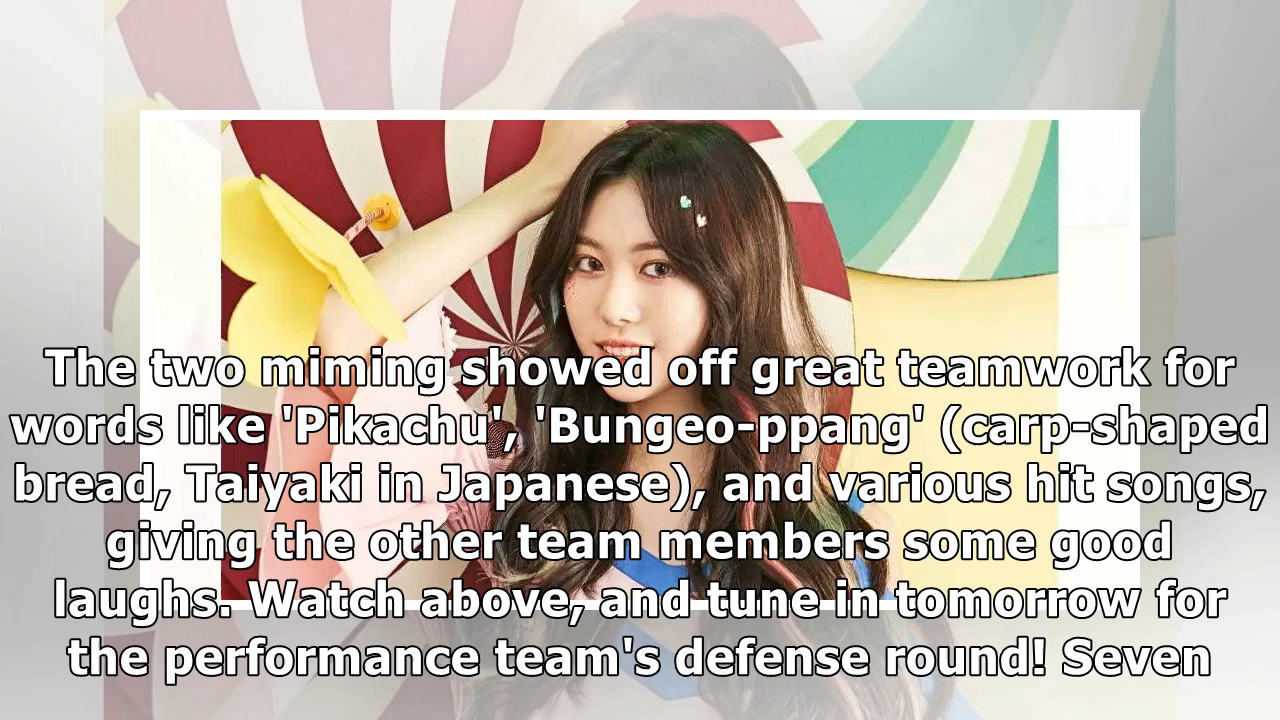 The two miming showed off great teamwork for
words like 'Pikachu', 'Bungeo-ppang' (carp-shaped
bread, Taiyaki in Japanese), and various hit songs,
giving the other team members some good
laughs. Watch above, and tune in tomorrow for
the performance team's defense round! Seven